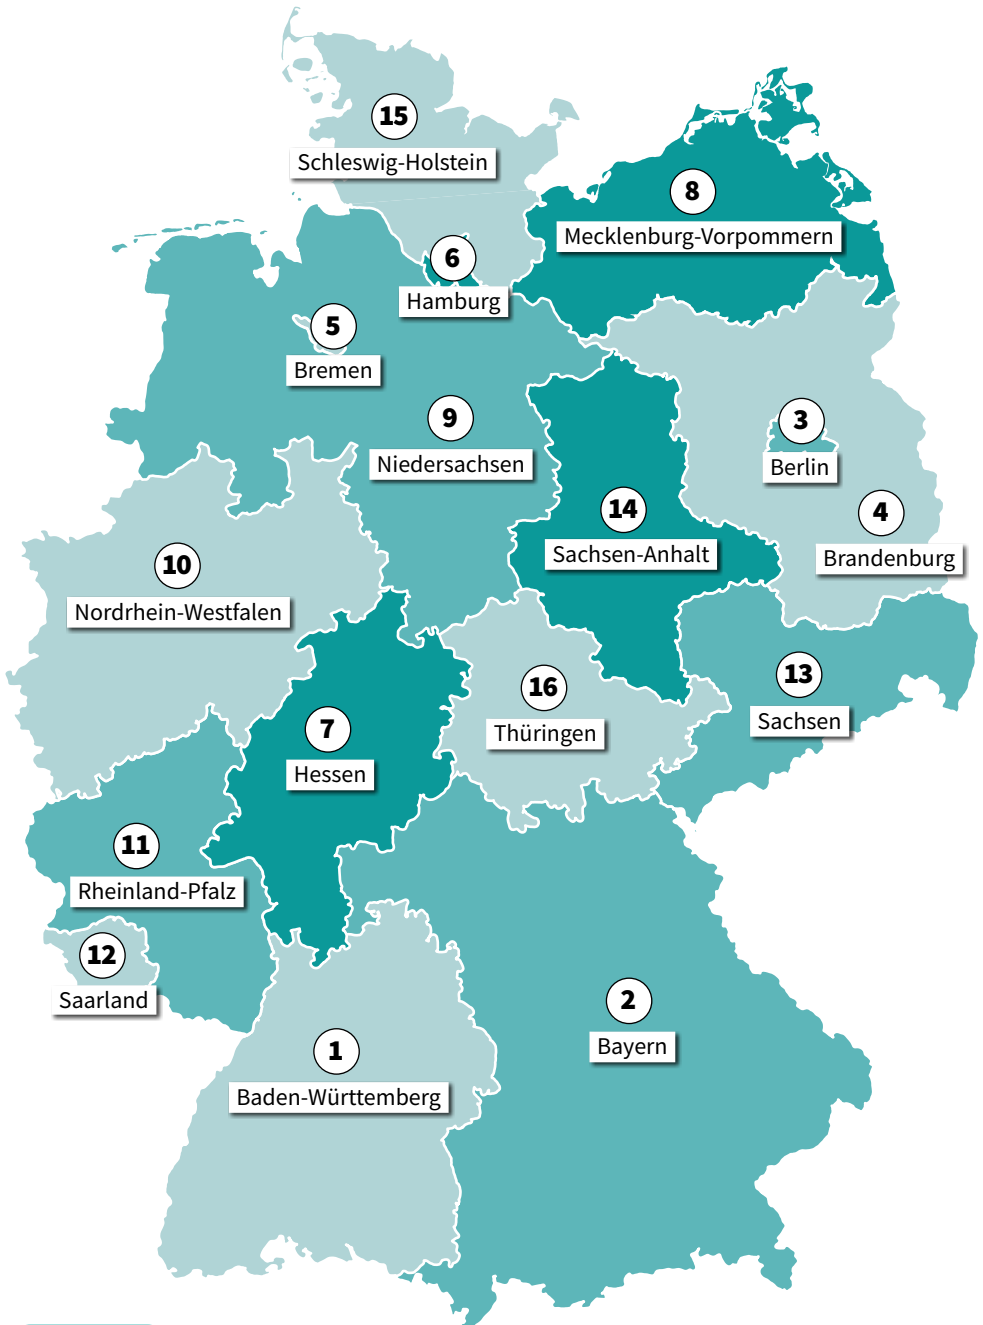 15
Schleswig-Holstein
8
Mecklenburg-Vorpommern
6
Hamburg
5
Bremen
9
Niedersachsen
3
Berlin
14
Sachsen-Anhalt
4
Brandenburg
10
Nordrhein-Westfalen
13
Sachsen
16
Thüringen
7
Hessen
11
Rheinland-Pfalz
12
Saarland
2
Bayern
1
Baden-Württemberg